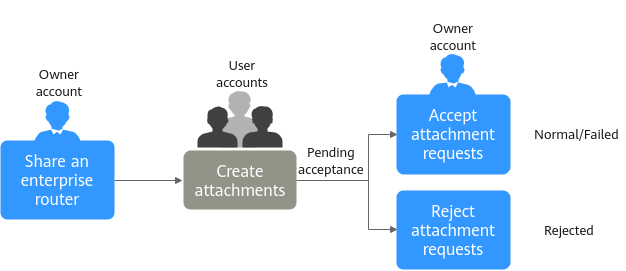 Owner
account
Share an
enterprise
router
User
accounts
Create
attachments
Pending
acceptance
Owner
account
Accept
attachment
requests
Normal/Failed
Reject
attachment
requests
Rejected